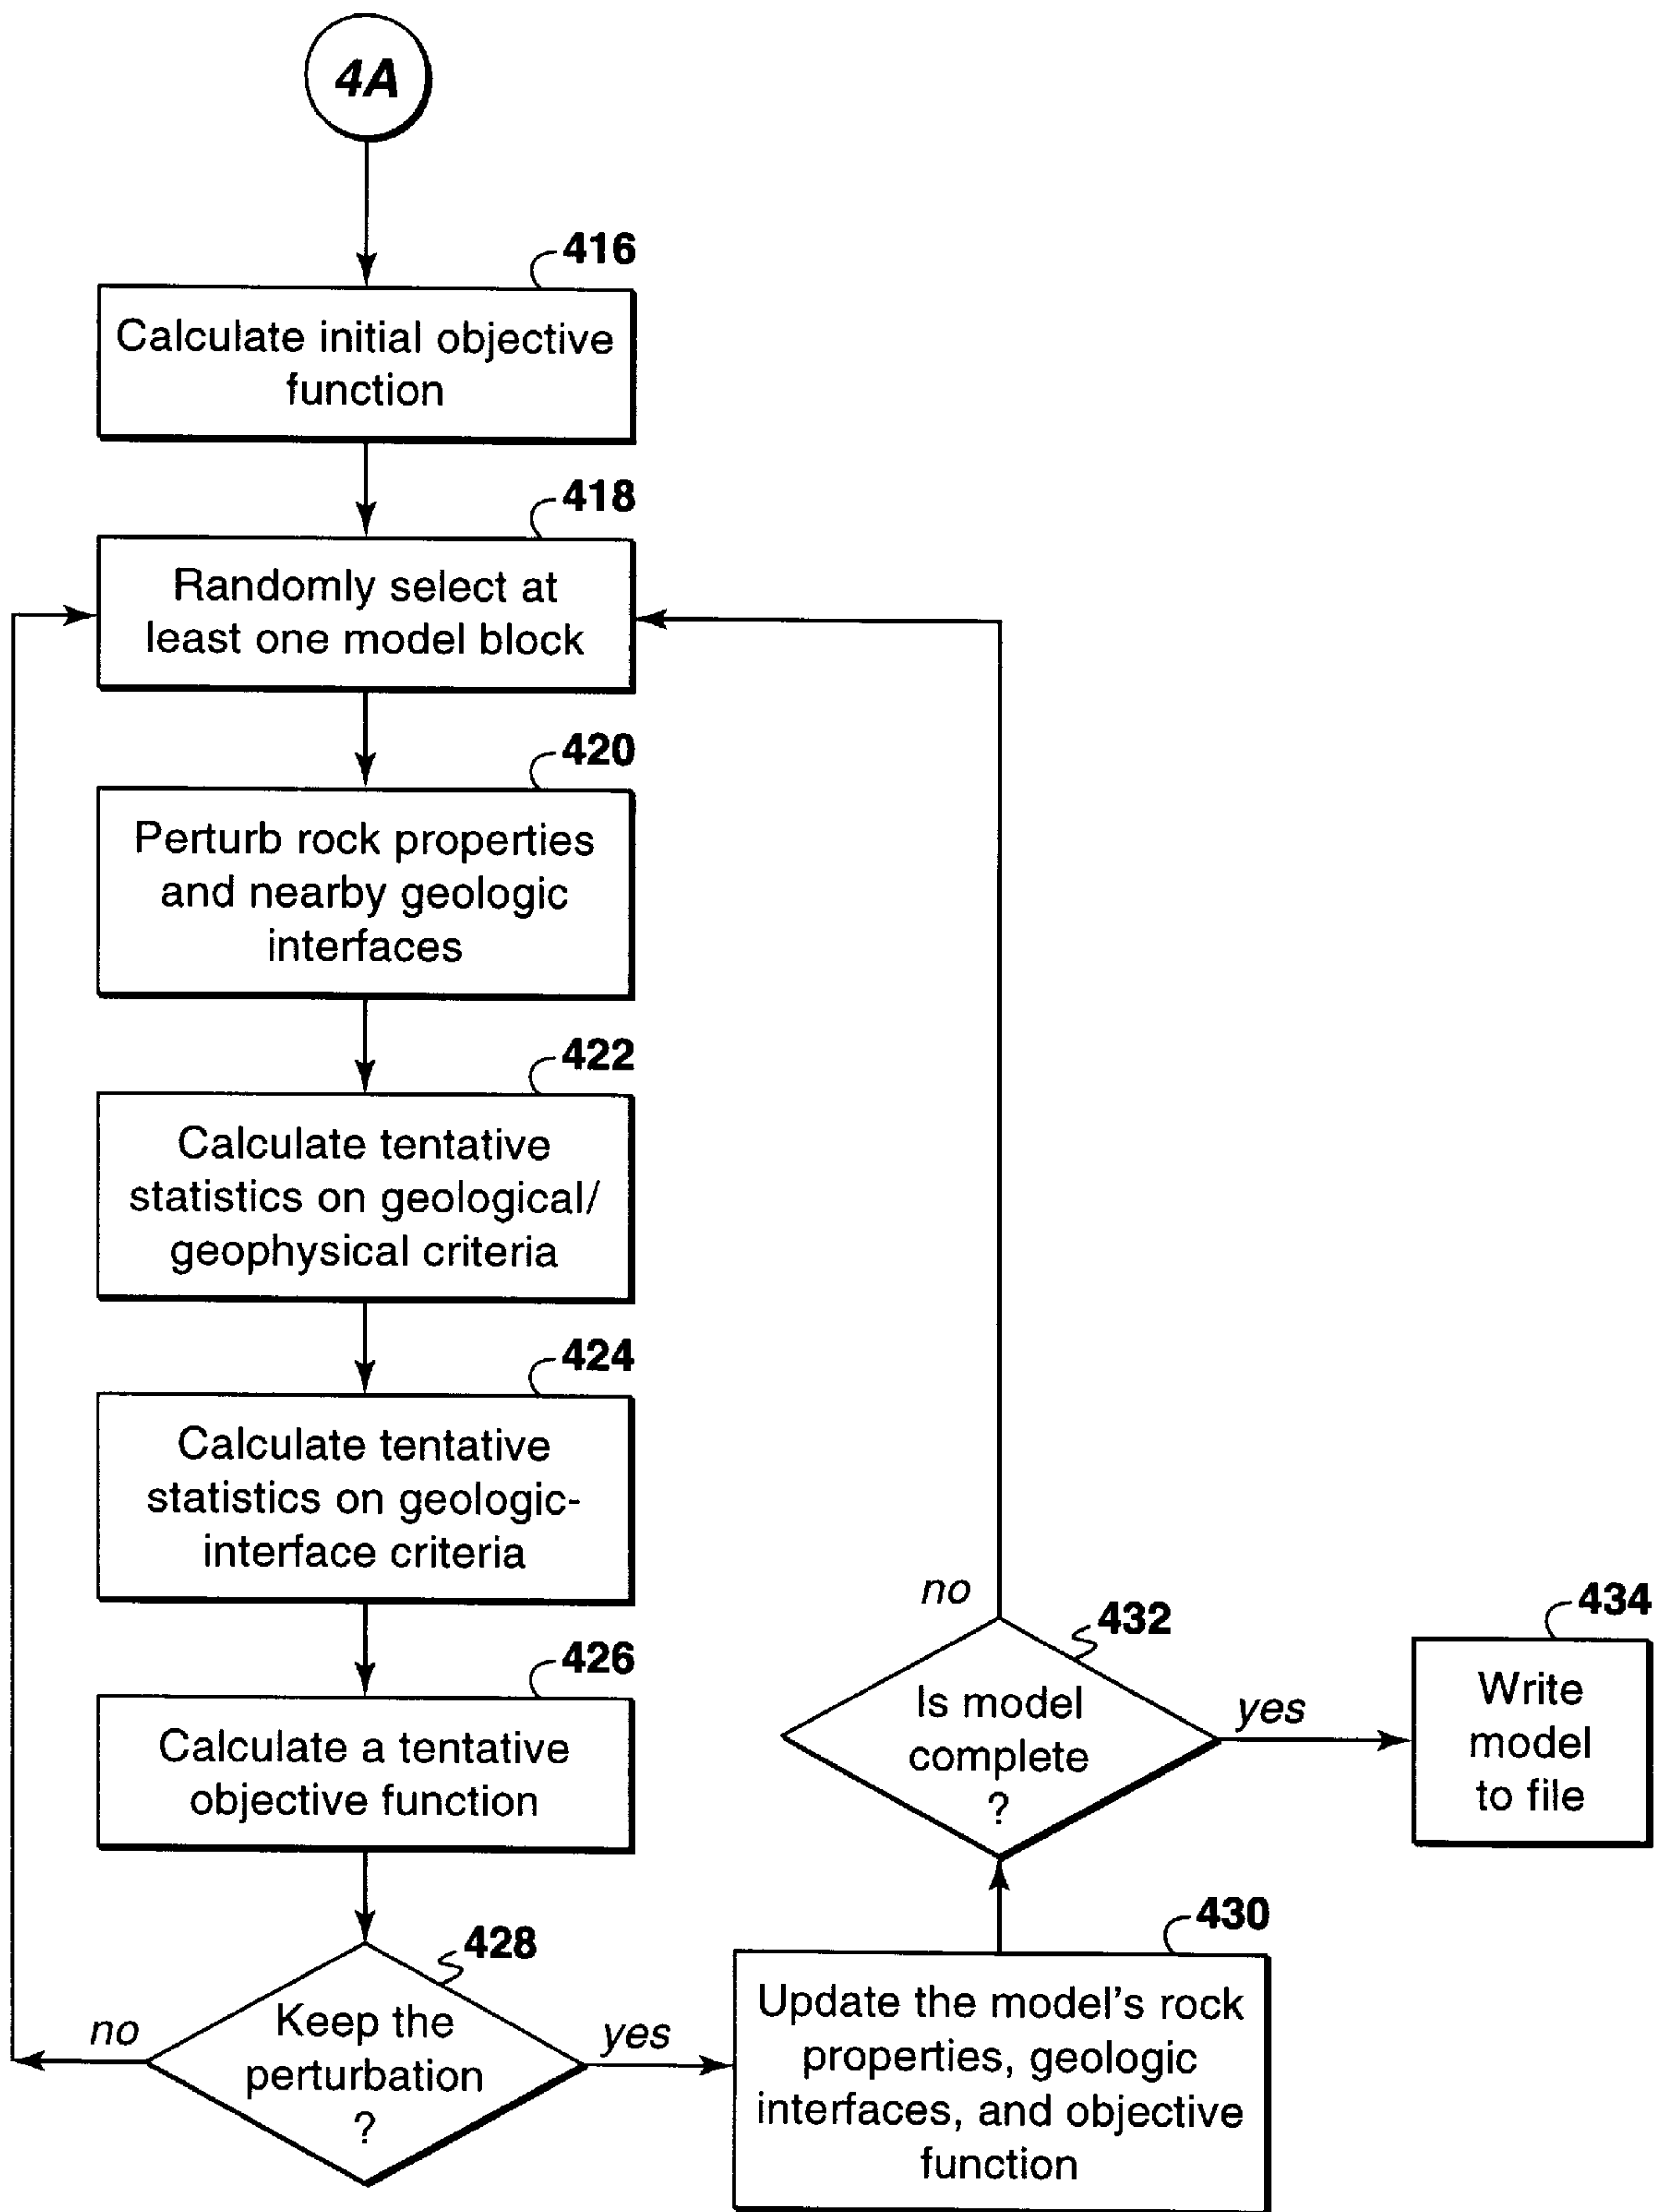 4A
416
Calculate initial objective
function
418
Randomly select at
least one model block
420
Perturb rock properties
and nearby geologic
interfaces
422
Calculate tentative
statistics on geological/
geophysical criteria
424
Calculate tentative
statistics on geologic-
interface criteria
426
Calculate a tentative
objective function
428
Keep the
perturbation
?
no
yes
430
Update the model's rock
properties, geologic
interfaces, and objective
function
432
Is model
complete
?
no
yes
434
Write
model
to file